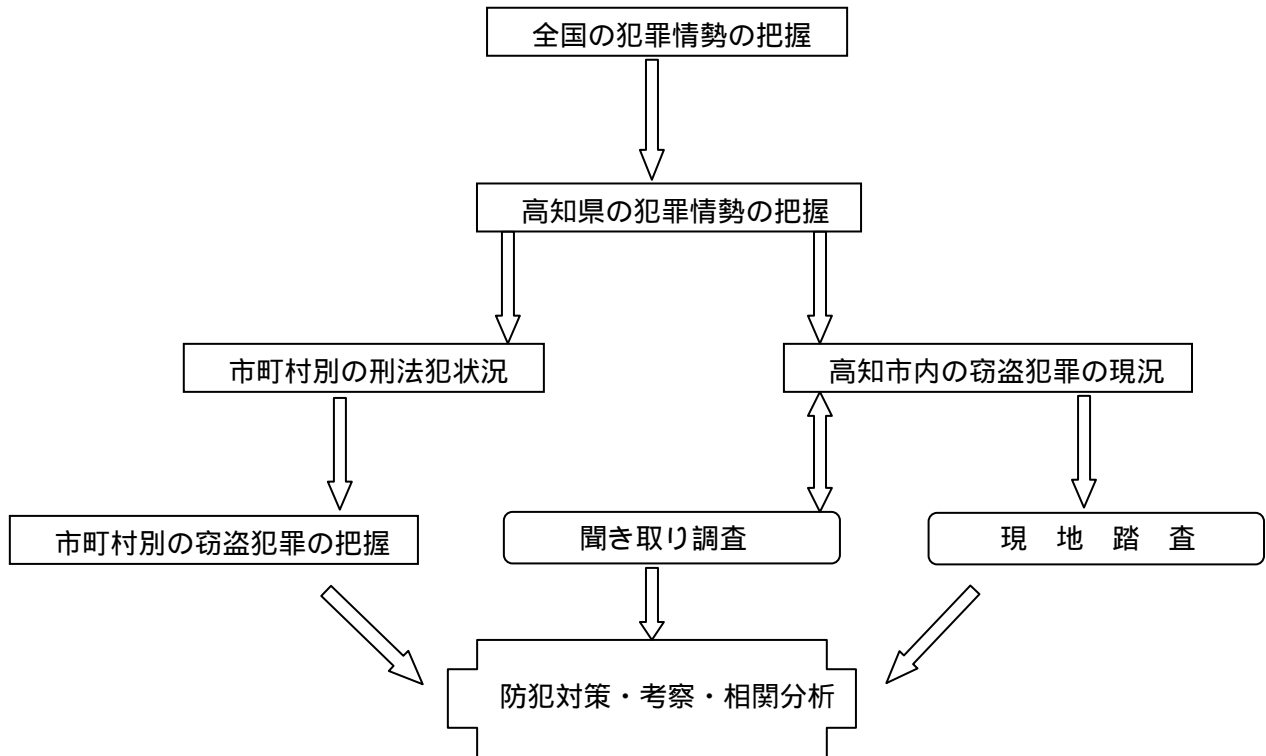 全国の犯罪情勢の把握
高知県の犯罪情勢の把握
市町村別の刑法犯状況
高知市内の窃盗犯罪の現況
市町村別の窃盗犯罪の把握
聞き取り調査
現 地 踏 査
防犯対策・考察・相関分析